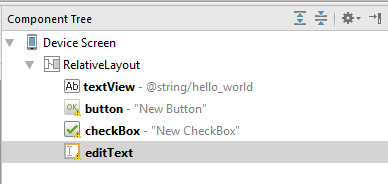 Component Tree
Device Screen
RelativeLayout
Ab textView - @string/hello_world
OK button - "New Button"
checkBox - "New CheckBox"
editText